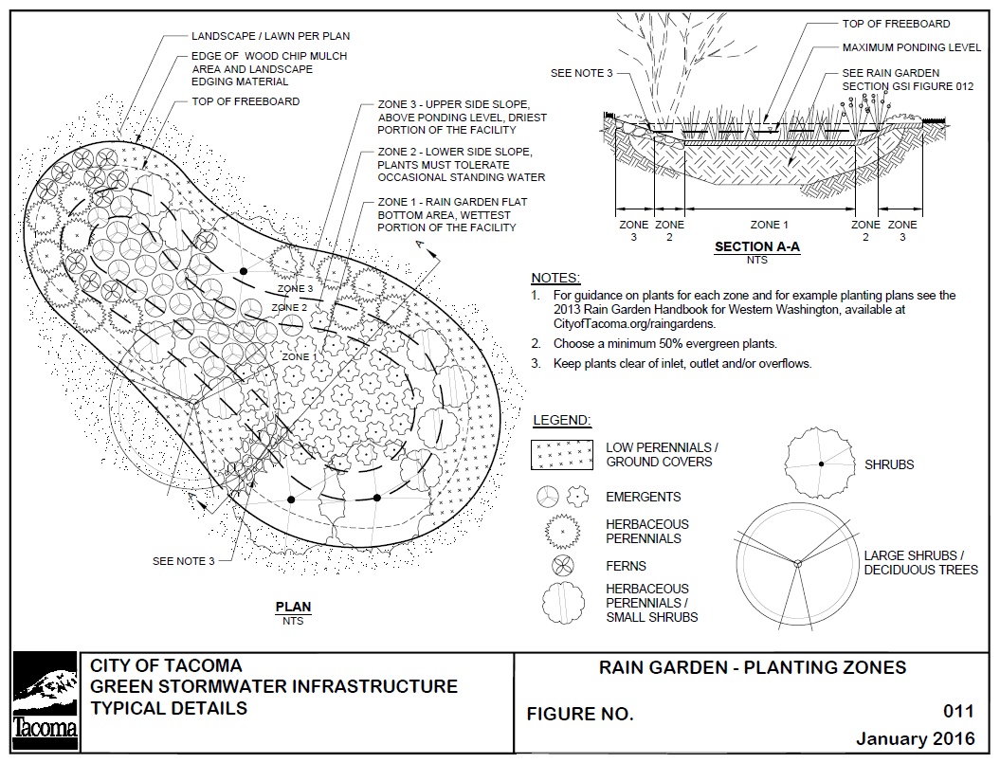 LANDSCAPE / LAWN PER PLAN
EDGE OF WOOD CHIP MULCH
AREA AND LANDSCAPE
EDGING MATERIAL
TOP OF FREEBOARD
ZONE 3 - UPPER SIDE SLOPE,
ABOVE PONDING LEVEL, DRIEST
PORTION OF THE FACILITY
ZONE 2 - LOWER SIDE SLOPE,
PLANTS MUST TOLERATE
OCCASIONAL STANDING WATER
ZONE 1 - RAIN GARDEN FLAT
BOTTOM AREA, WETTEST
PORTION OF THE FACILITY
A
ZONE 3
ZONE 2
ZONE 1
A
SEE NOTE 3
PLAN
NTS
TOP OF FREEBOARD
MAXIMUM PONDING LEVEL
SEE NOTE 3
SEE RAIN GARDEN
SECTION GSI FIGURE 012
ZONE
3
ZONE
2
ZONE 1
ZONE
2
ZONE
3
SECTION A-A
NTS
NOTES:
1. For guidance on plants for each zone and for example planting plans see the
2013 Rain Garden Handbook for Western Washington, available at
CityofTacoma.org/raingardens.
2. Choose a minimum 50% evergreen plants.
3. Keep plants clear of inlet, outlet and/or overflows.
LEGEND:
LOW PERENNIALS /
GROUND COVERS
EMERGENTS
HERBACEOUS
PERENNIALS
FERNS
HERBACEOUS
PERENNIALS /
SMALL SHRUBS
SHRUBS
LARGE SHRUBS /
DECIDUOUS TREES
Tacoma
CITY OF TACOMA
GREEN STORMWATER INFRASTRUCTURE
TYPICAL DETAILS
RAIN GARDEN - PLANTING ZONES
FIGURE NO. 011
January 2016